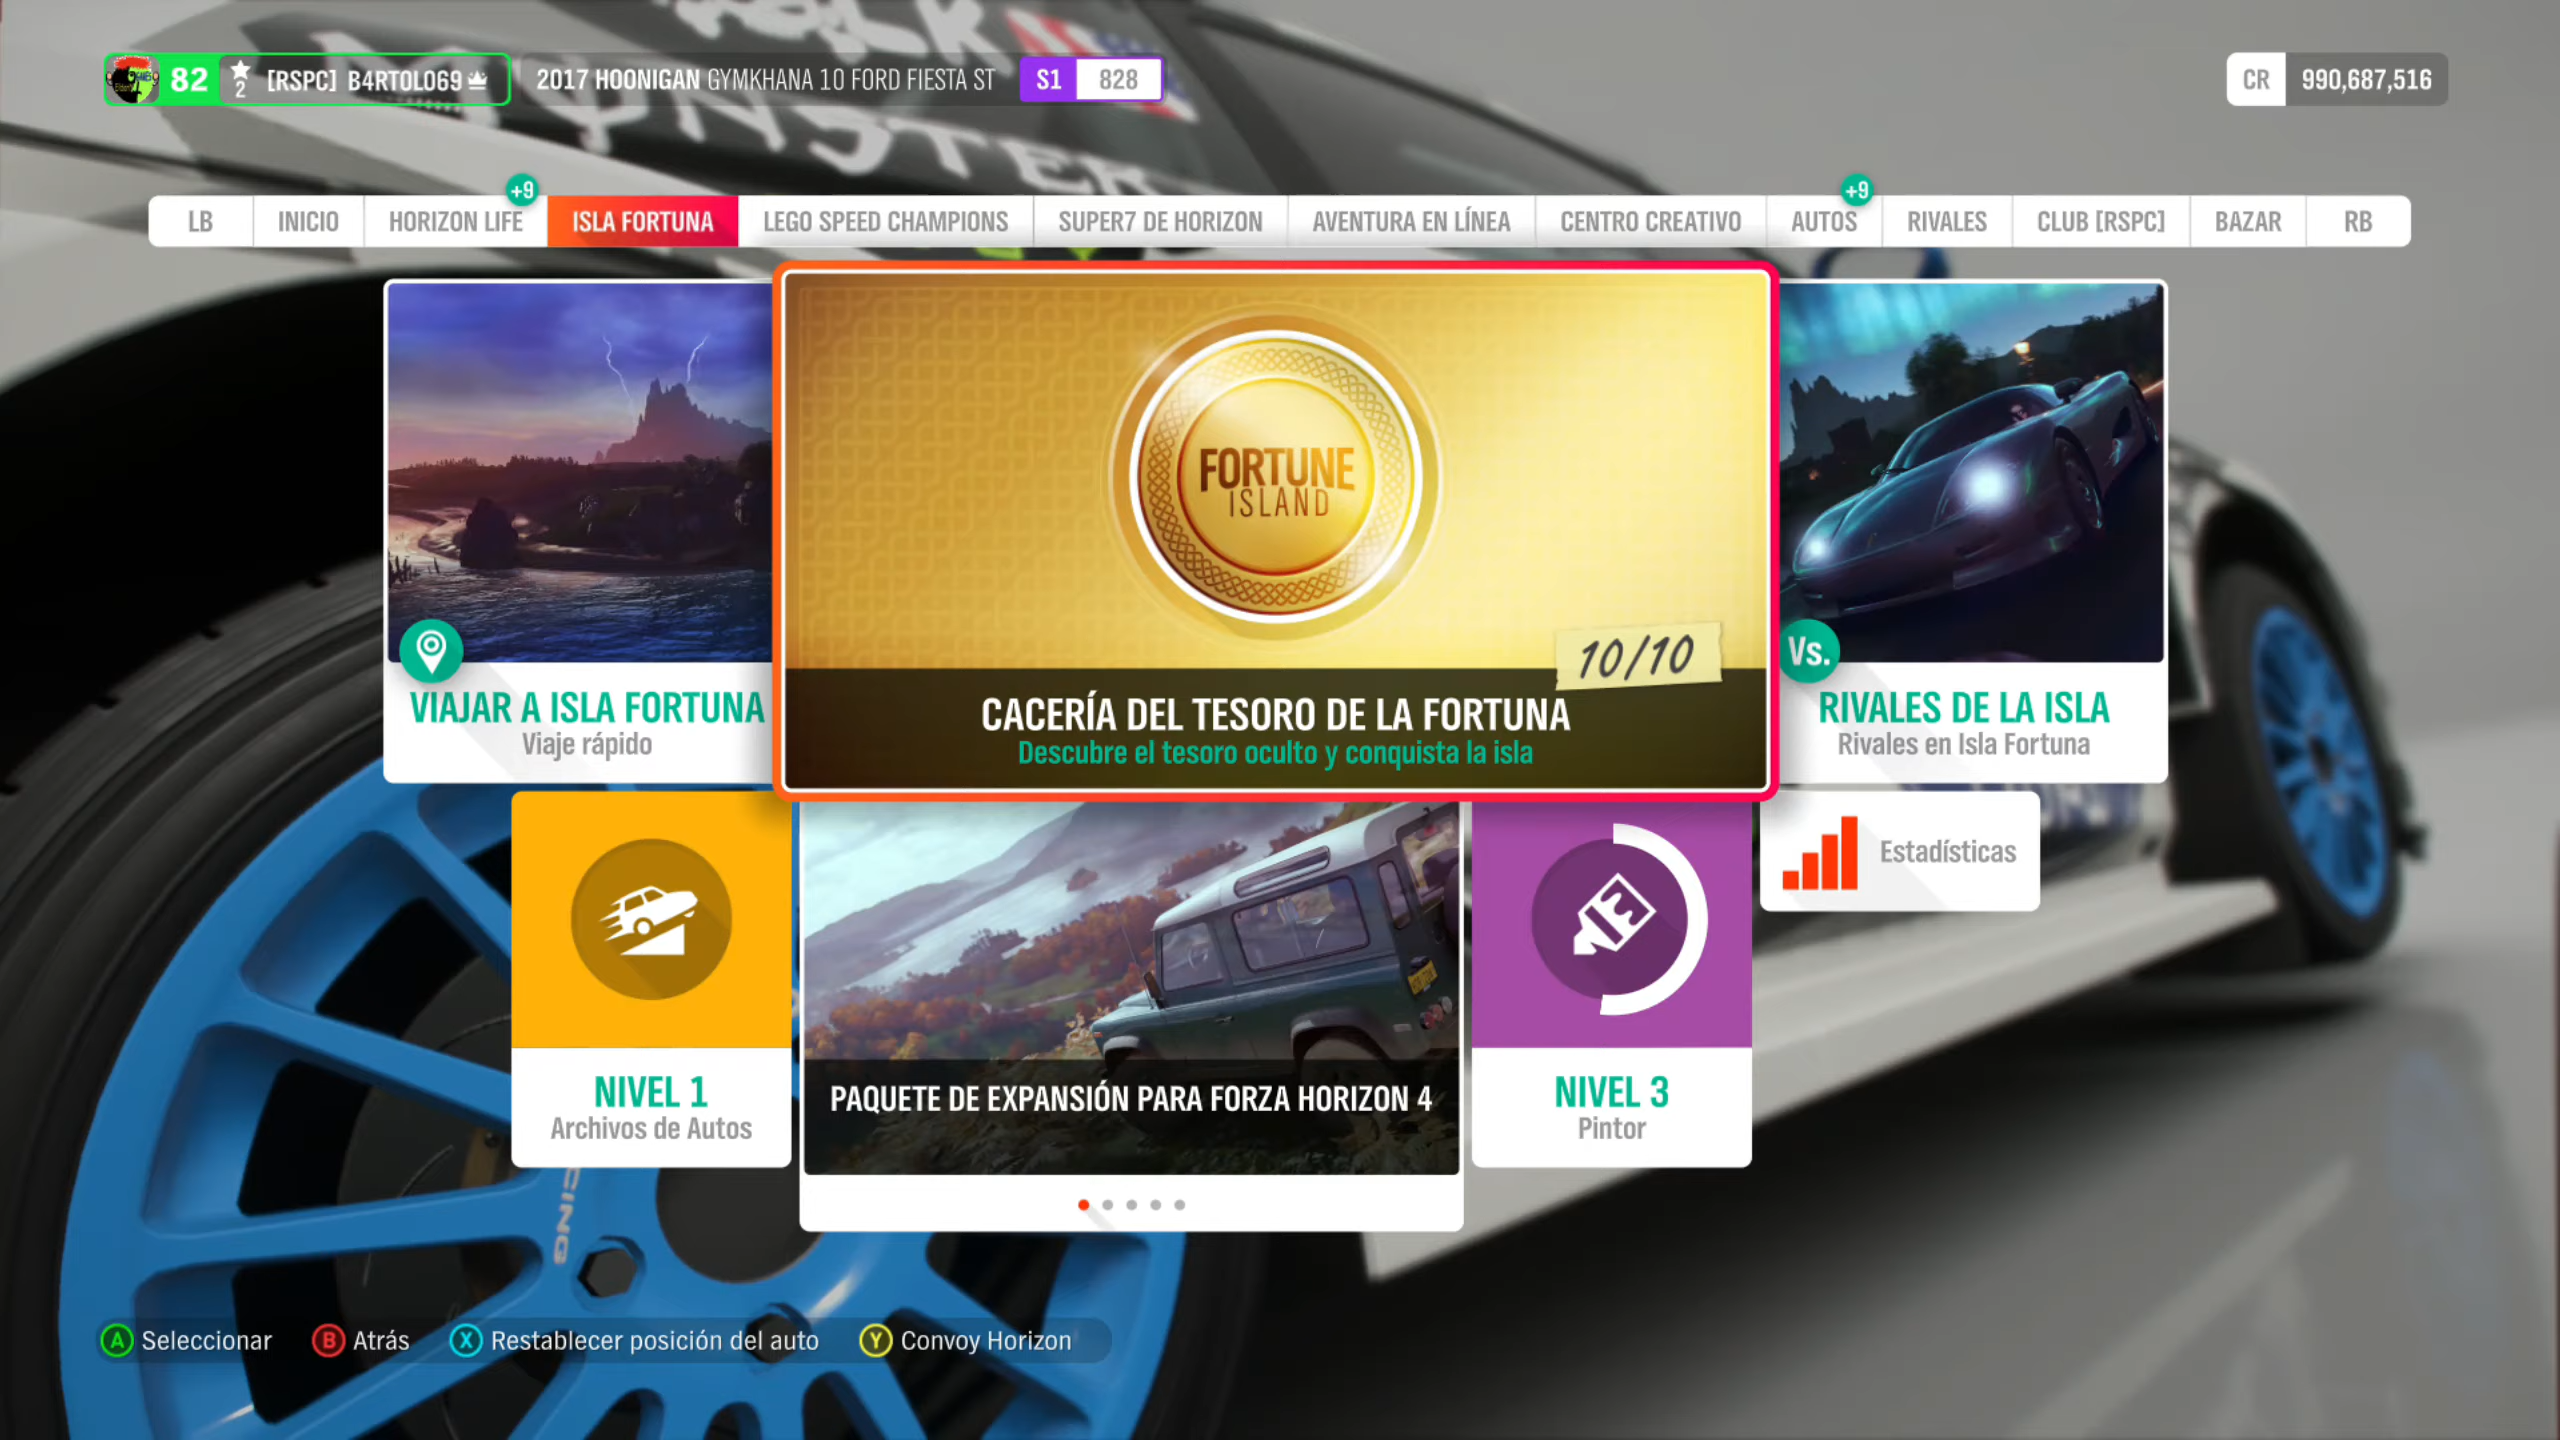 82 2 [RSPC] B4RTOLO69 2017 HOONIGAN GYMKHANA 10 FORD FIESTA ST S1 828 CR 990,687,516
+9 +9
LB INICIO HORIZON LIFE ISLA FORTUNA LEGO SPEED CHAMPIONS SUPER7 DE HORIZON AVENTURA EN LÍNEA CENTRO CREATIVO AUTOS RIVALES CLUB [RSPC] BAZAR RB
FORTUNE
ISLAND
10/10
CACERÍA DEL TESORO DE LA FORTUNA
Descubre el tesoro oculto y conquista la isla
VIAJAR A ISLA FORTUNA
Viaje rápido
Vs.
RIVALES DE LA ISLA
Rivales en Isla Fortuna
NIVEL 1
Archivos de Autos
PAQUETE DE EXPANSIÓN PARA FORZA HORIZON 4
NIVEL 3
Pintor
Estadísticas
MONSTER
CING
A Seleccionar B Atrás X Restablecer posición del auto Y Convoy Horizon